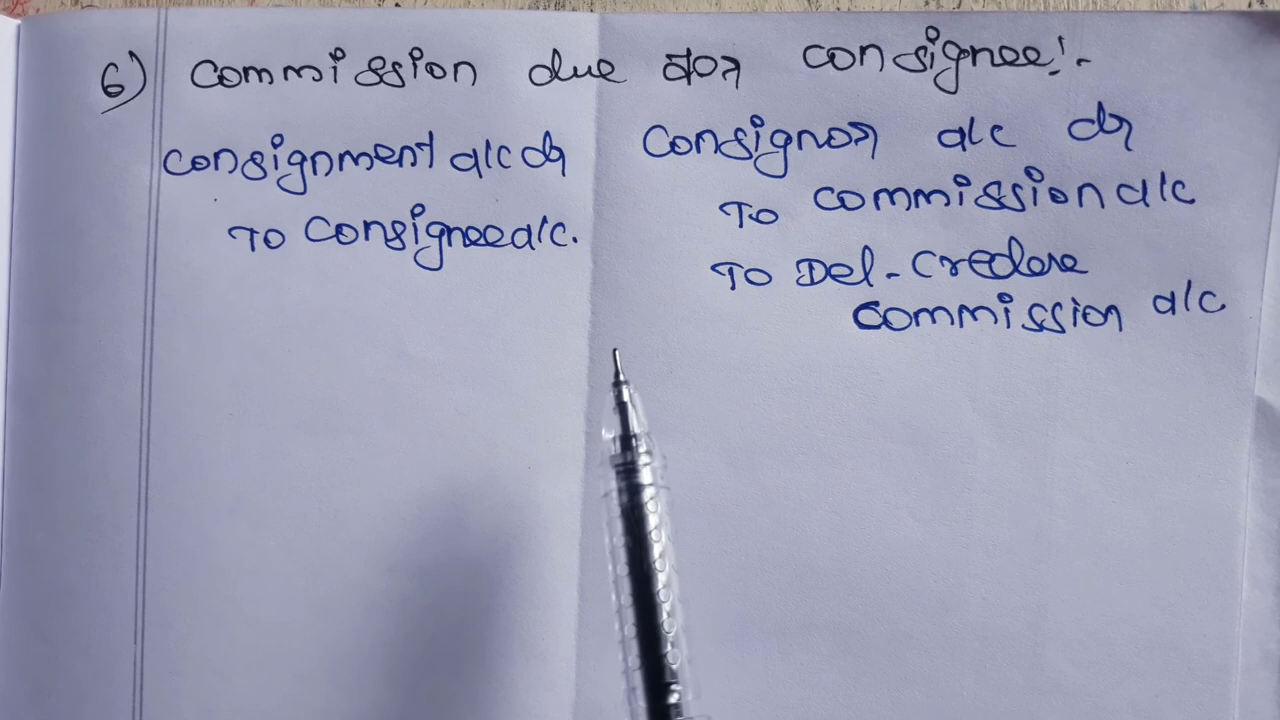 6) Commission due for consignee:-
Consignment a/c dr
To Consignee a/c.
Consignor a/c dr
To Commission a/c
To Del-Credere
Commission a/c